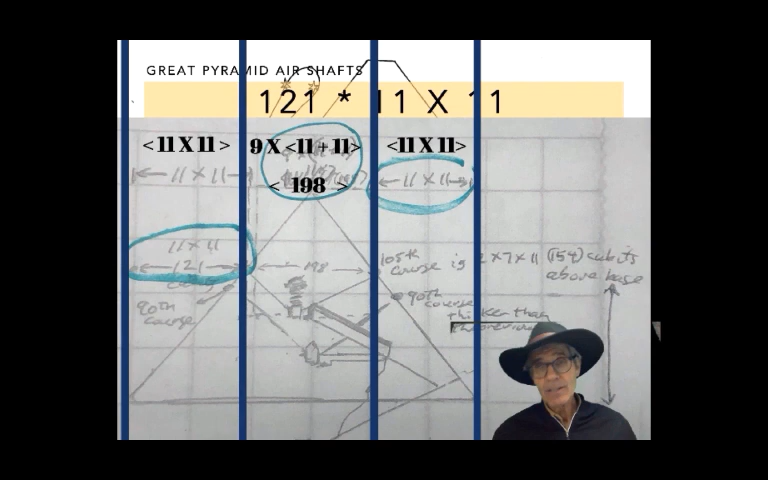 GREAT PYRAMID AIR SHAFTS
121 * 11 X 11
<11 X 11>
9 X <11 + 11>
<11 X 11>
11 X 11
< 198 >
11 X 11
11 X 11
121
198
105th course is 2 X 7 X 11 (154) cubits above base
90th course
90th course
thicker than